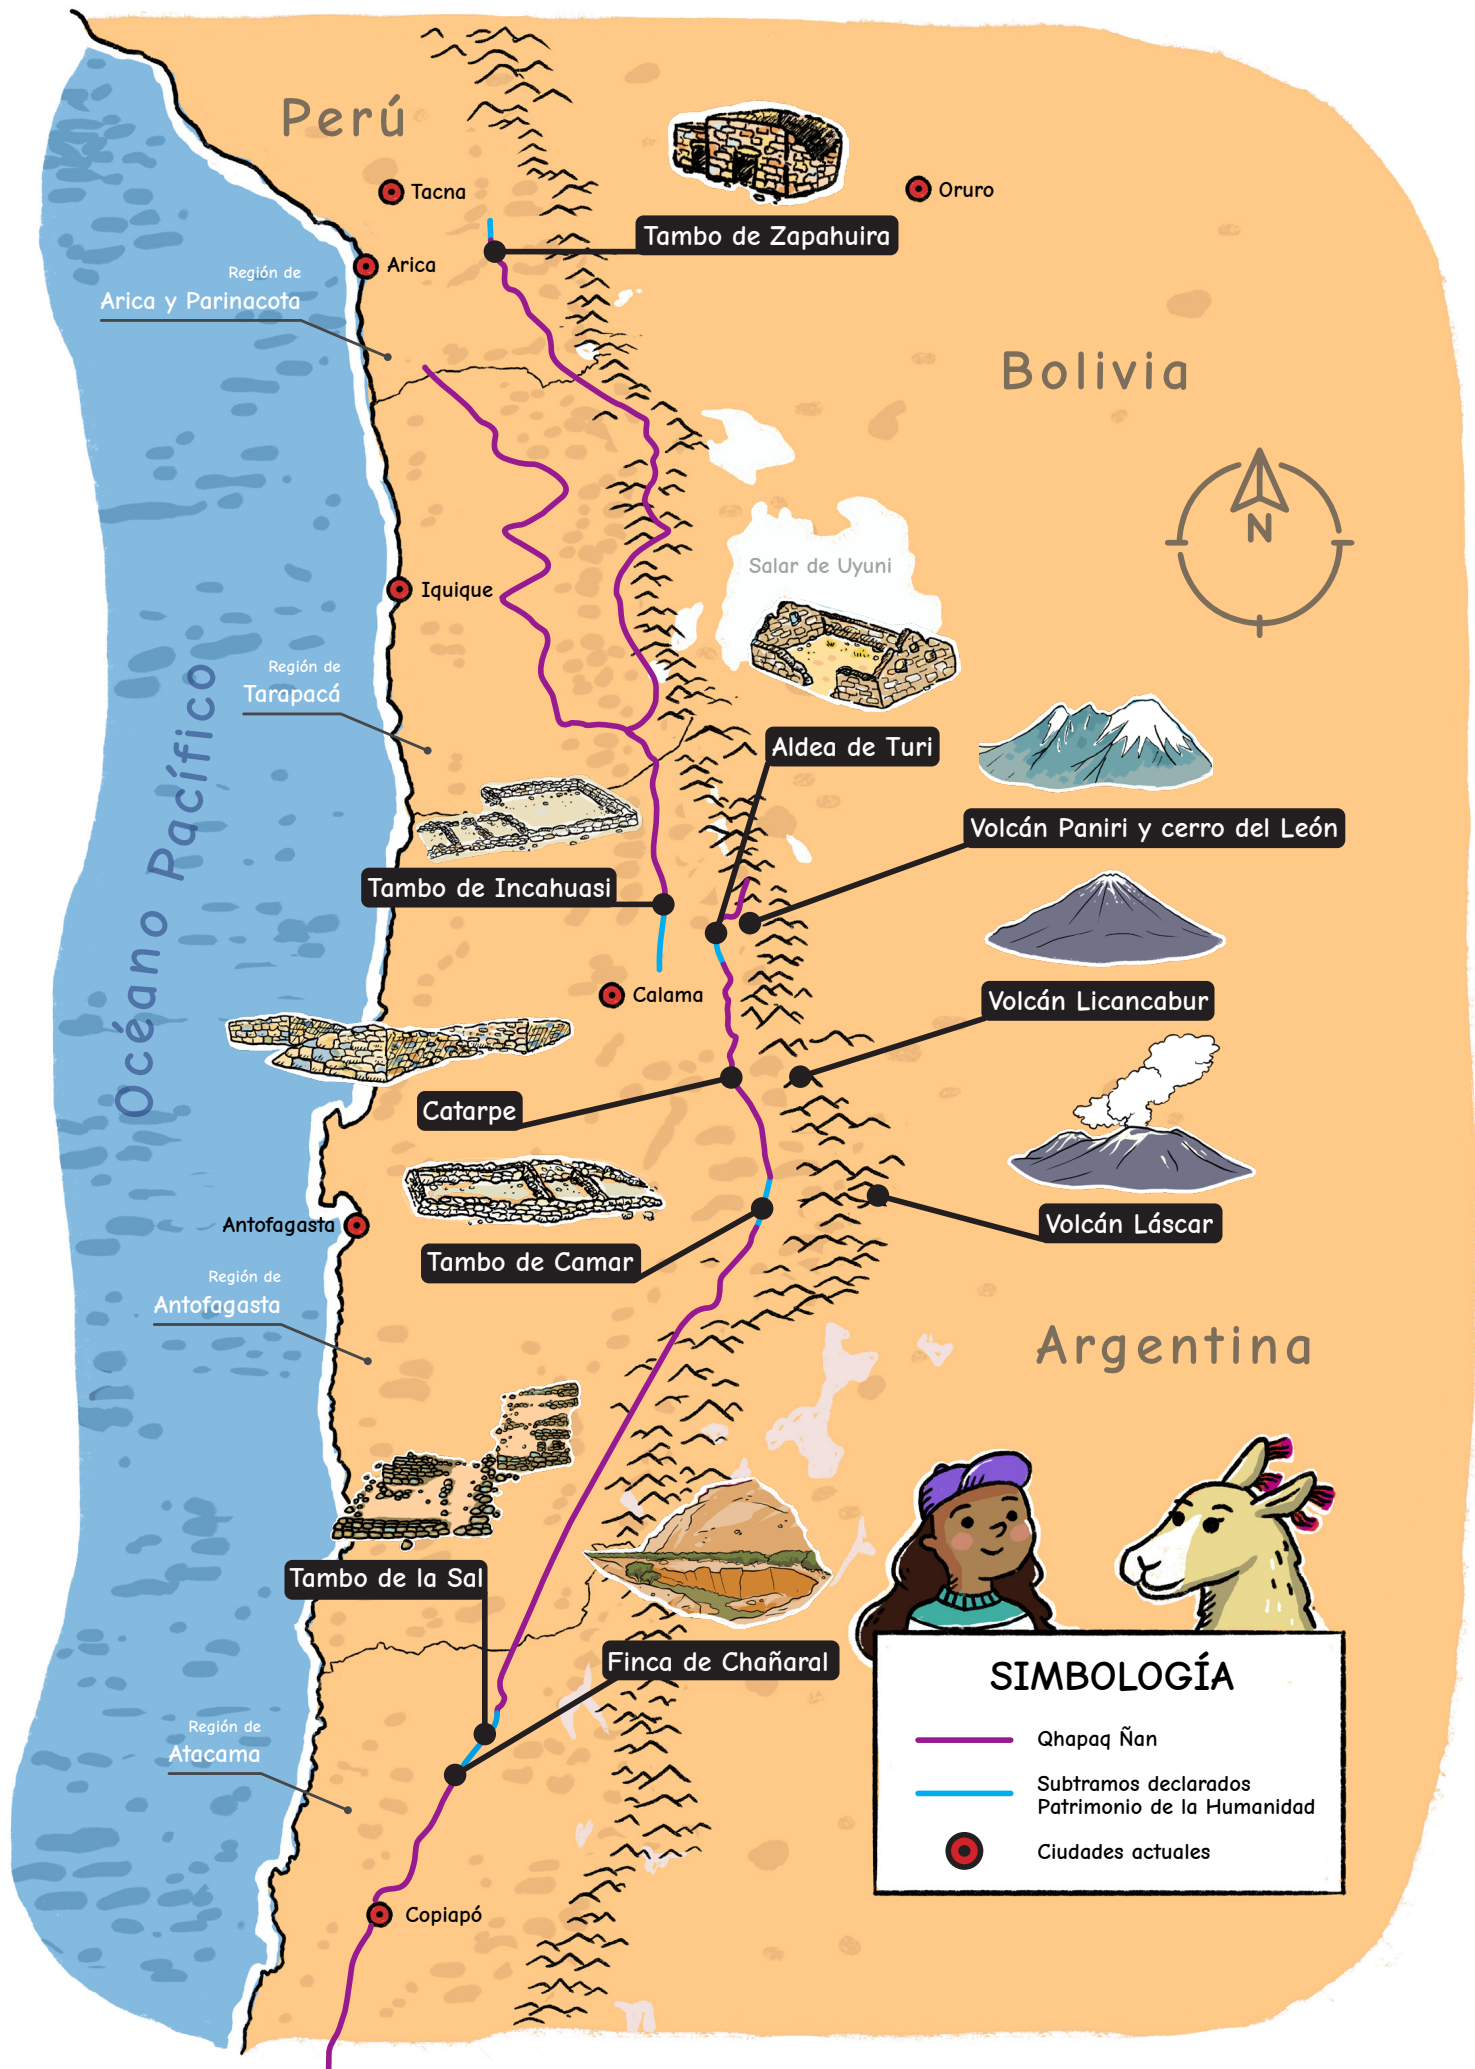 Perú
Tacna
Oruro
Tambo de Zapahuira
Arica
Región de
Arica y Parinacota
Bolivia
N
Salar de Uyuni
Iquique
Océano Pacífico
Región de
Tarapacá
Aldea de Turi
Volcán Paniri y cerro del León
Tambo de Incahuasi
Calama
Volcán Licancabur
Catarpe
Antofagasta
Volcán Láscar
Tambo de Camar
Región de
Antofagasta
Argentina
Tambo de la Sal
Finca de Chañaral
Región de
Atacama
Copiapó
SIMBOLOGÍA
Qhapaq Ñan
Subtramos declarados
Patrimonio de la Humanidad
Ciudades actuales